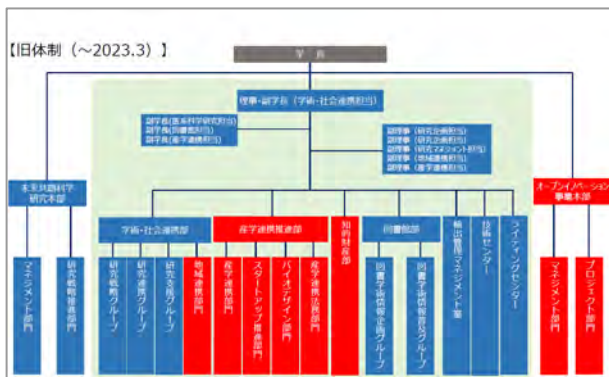 【旧体制（～2023.3）】
学長
理事・副学長（学術・社会連携担当）
副学長(医系科学研究担当)
副学長(図書館担当)
副学長(産学連携担当)
副理事（研究企画担当）
副理事（研究企画担当）
副理事（研究マネジメント担当）
副理事（地域連携担当）
副理事（産学連携担当）
未来共創科学
研究本部
オープンイノベーション
事業本部
学術・社会連携部
産学連携推進部
知的財産部
図書館部
輸出管理マネジメント室
技術センター
ライティングセンター
マネジメント部門
研究戦略推進部門
研究戦略グループ
研究連携グループ
研究支援グループ
地域連携部門
産学連携部門
スタートアップ推進部門
バイオデザイン部門
産学連携法務部門
図書学術情報企画グループ
図書学術情報普及グループ
マネジメント部門
プロジェクト部門